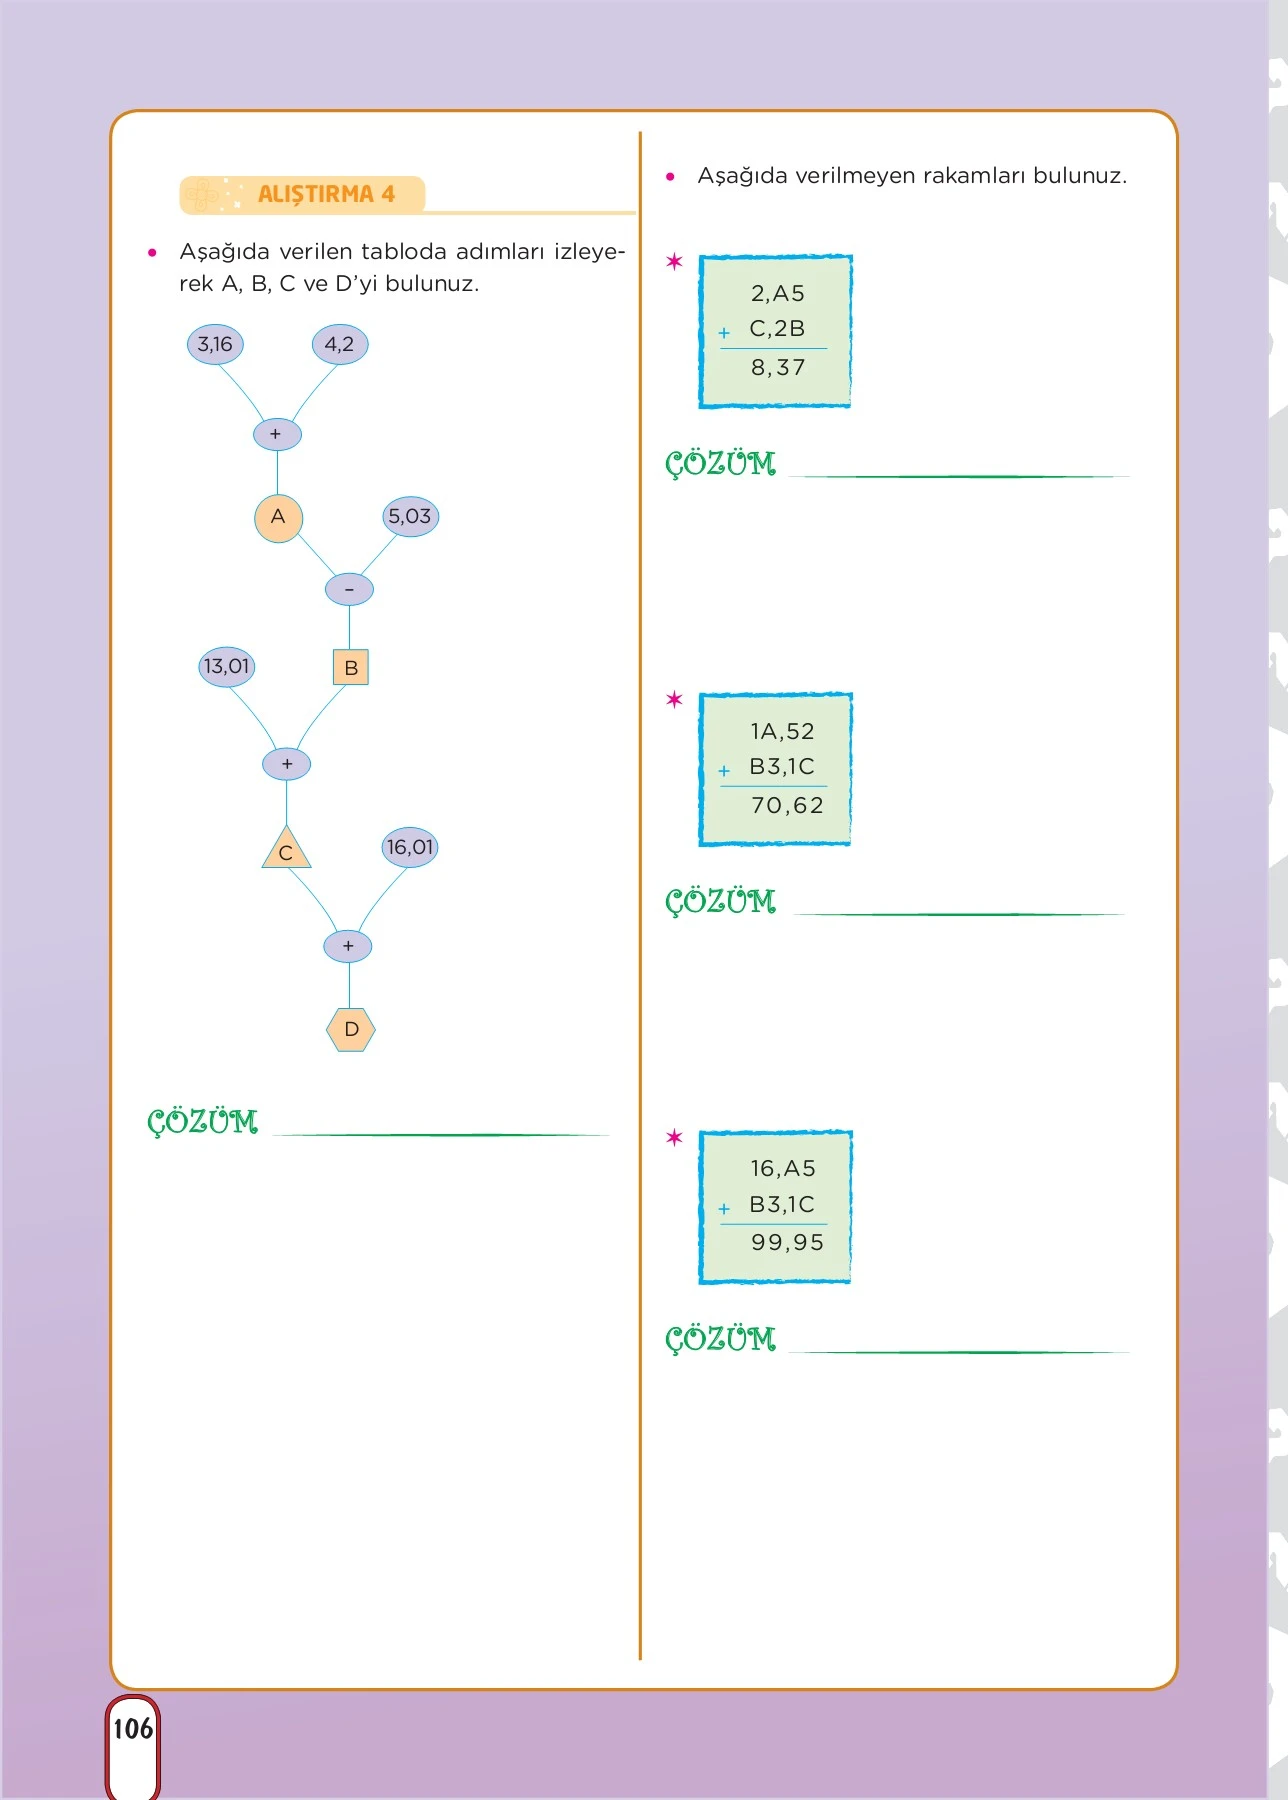 ALIŞTIRMA 4
• Aşağıda verilen tabloda adımları izleye-
rek A, B, C ve D'yi bulunuz.
3,16 4,2
+
A 5,03
–
13,01 B
+
C 16,01
+
D
ÇÖZÜM
• Aşağıda verilmeyen rakamları bulunuz.
2,A5
+ C,2B
8,37
ÇÖZÜM
1A,52
+ B3,1C
70,62
ÇÖZÜM
16,A5
+ B3,1C
99,95
ÇÖZÜM
106